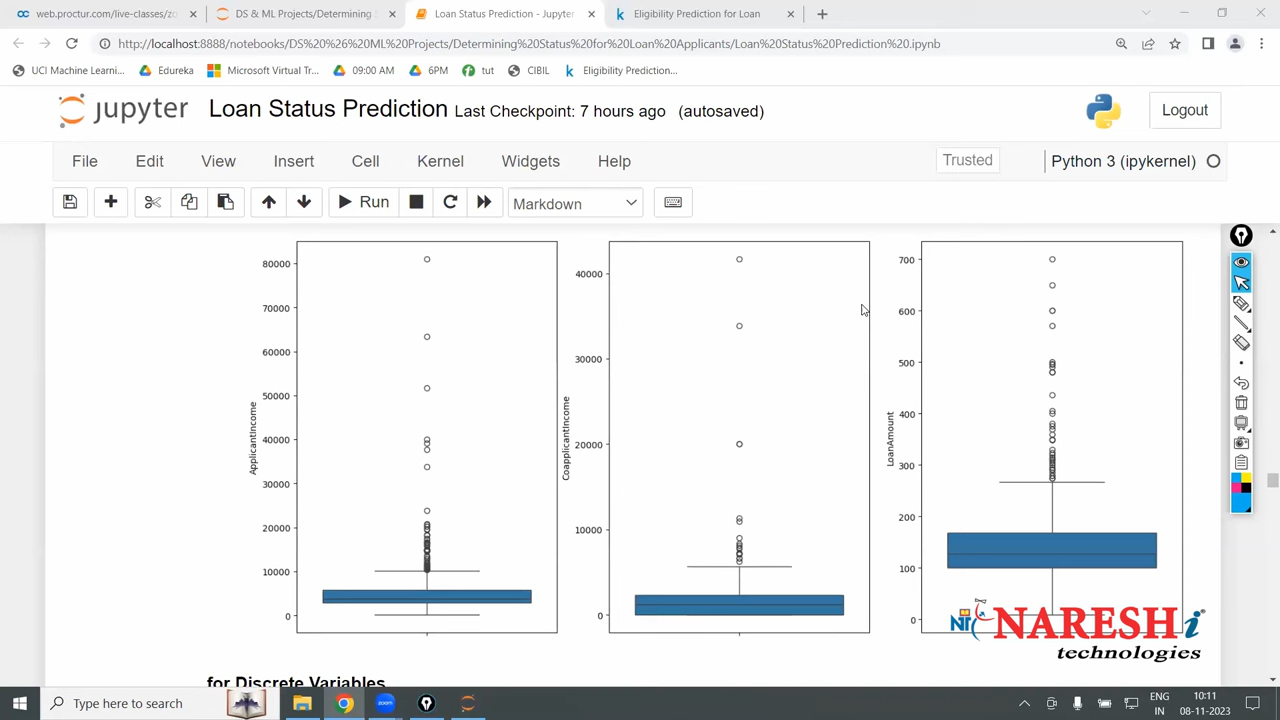 web.proctur.com/live-classes/zo
DS & ML Projects/Determining S
Loan Status Prediction - Jupyter
Eligibility Prediction for Loan
http://localhost:8888/notebooks/DS%20%26%20ML%20Projects/Determining%20Status%20for%20Loan%20Applicants/Loan%20Status%20Prediction%20.ipynb
UCI Machine Learni...
Edureka
Microsoft Virtual Tr...
09:00 AM
6PM
tut
CIBIL
Eligibility Prediction...
jupyter Loan Status Prediction Last Checkpoint: 7 hours ago (autosaved)
Logout
File Edit View Insert Cell Kernel Widgets Help
Trusted
Python 3 (ipykernel)
Run
Markdown
80000
70000
60000
50000
40000
30000
20000
10000
0
ApplicantIncome
40000
30000
20000
10000
0
CoapplicantIncome
700
600
500
400
300
200
100
0
LoanAmount
NT
NARESHi
technologies
for Discrete Variables
Type here to search
zoom
ENG
IN
10:11
08-11-2023